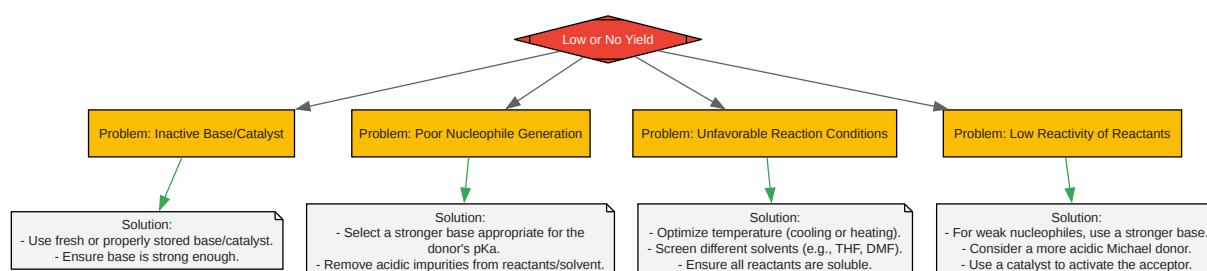 Low or No Yield
Problem: Inactive Base/Catalyst
Problem: Poor Nucleophile Generation
Problem: Unfavorable Reaction Conditions
Problem: Low Reactivity of Reactants
Solution:
- Use fresh or properly stored base/catalyst.
- Ensure base is strong enough.
Solution:
- Select a stronger base appropriate for the
donor's pKa.
- Remove acidic impurities from reactants/solvent.
Solution:
- Optimize temperature (cooling or heating).
- Screen different solvents (e.g., THF, DMF).
- Ensure all reactants are soluble.
Solution:
- For weak nucleophiles, use a stronger base.
- Consider a more acidic Michael donor.
- Use a catalyst to activate the acceptor.